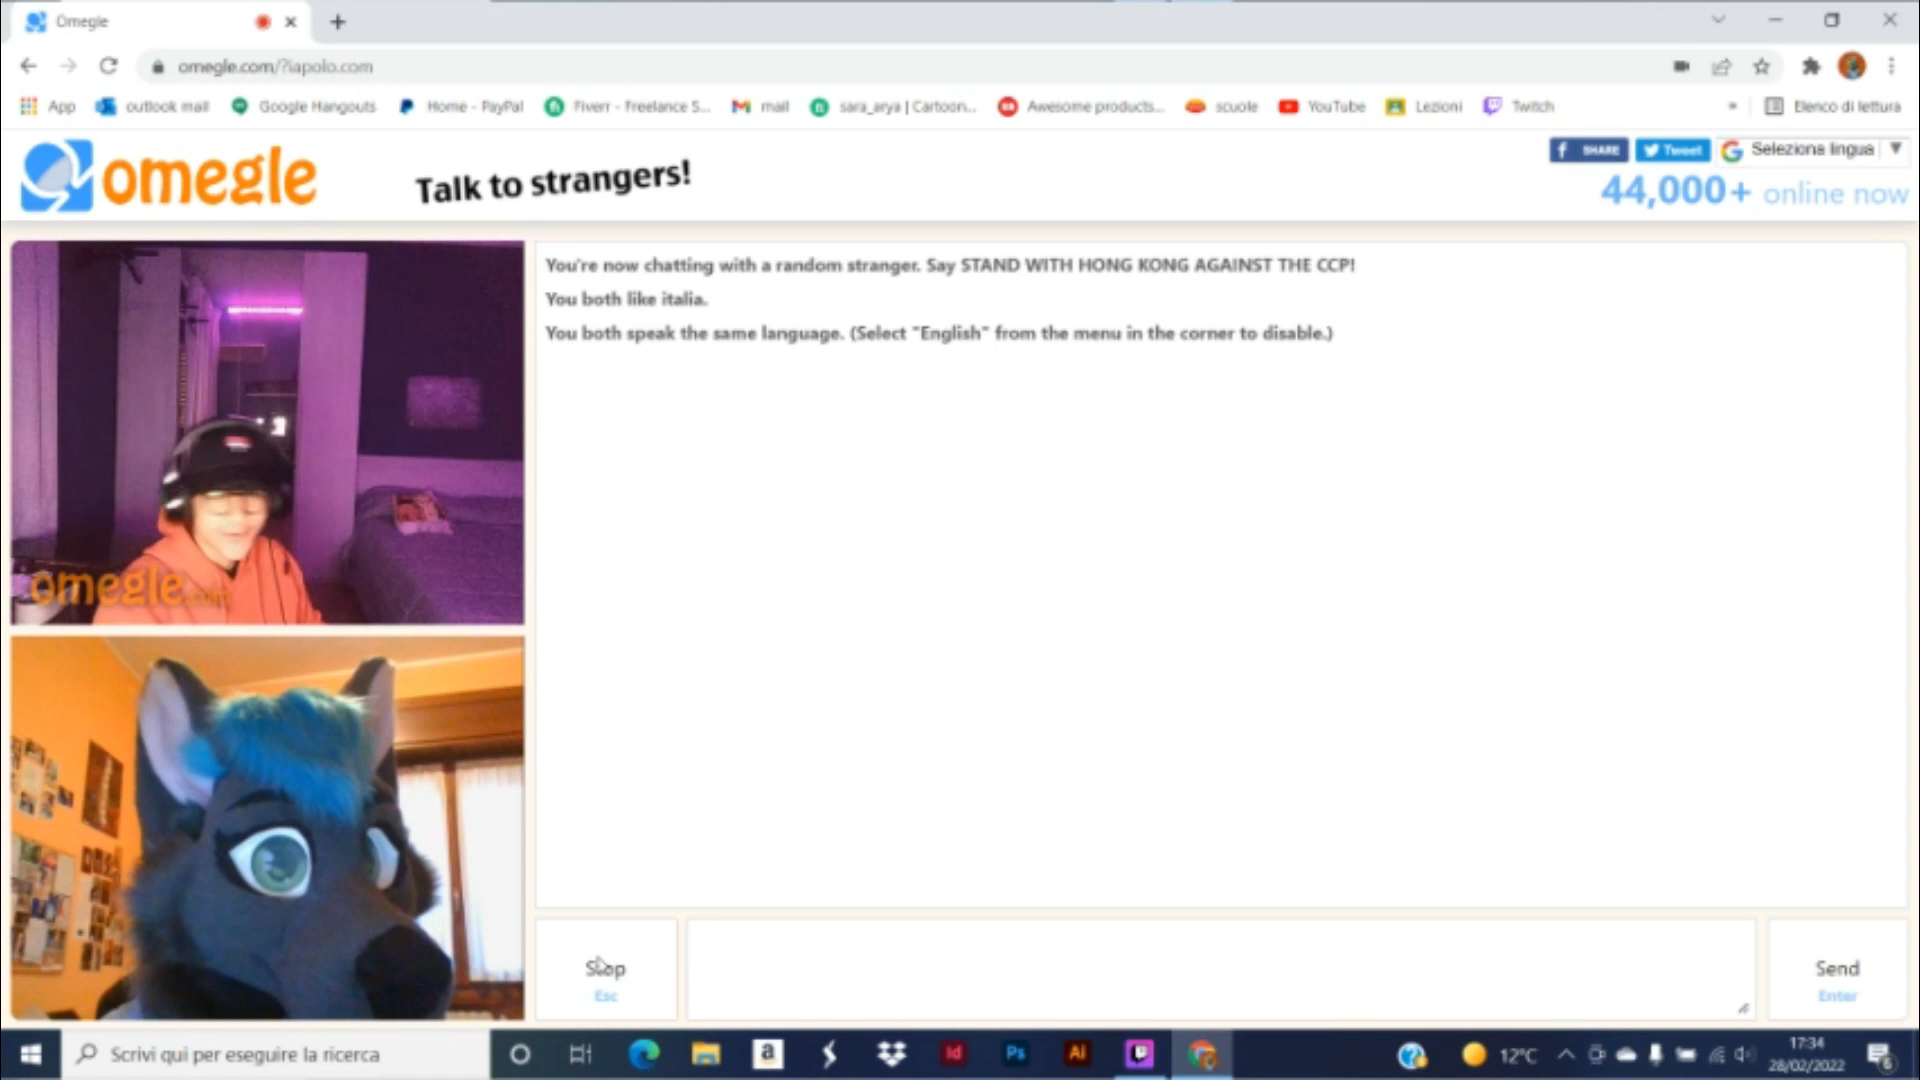 Omegle
omegle.com/?iapolo.com
App
outlook mail
Google Hangouts
Home - PayPal
Fiverr - Freelance S...
mail
sara_arya | Cartoon...
Awesome products...
scuole
YouTube
Lezioni
Twitch
»
Elenco di lettura
omegle
Talk to strangers!
SHARE
Tweet
Seleziona lingua
44,000+ online now
You're now chatting with a random stranger. Say STAND WITH HONG KONG AGAINST THE CCP!
You both like italia.
You both speak the same language. (Select "English" from the menu in the corner to disable.)
omegle.com
Stop
Esc
Send
Enter
Scrivi qui per eseguire la ricerca
a
Id
Ps
Ai
12°C
17:34
28/02/2022
6